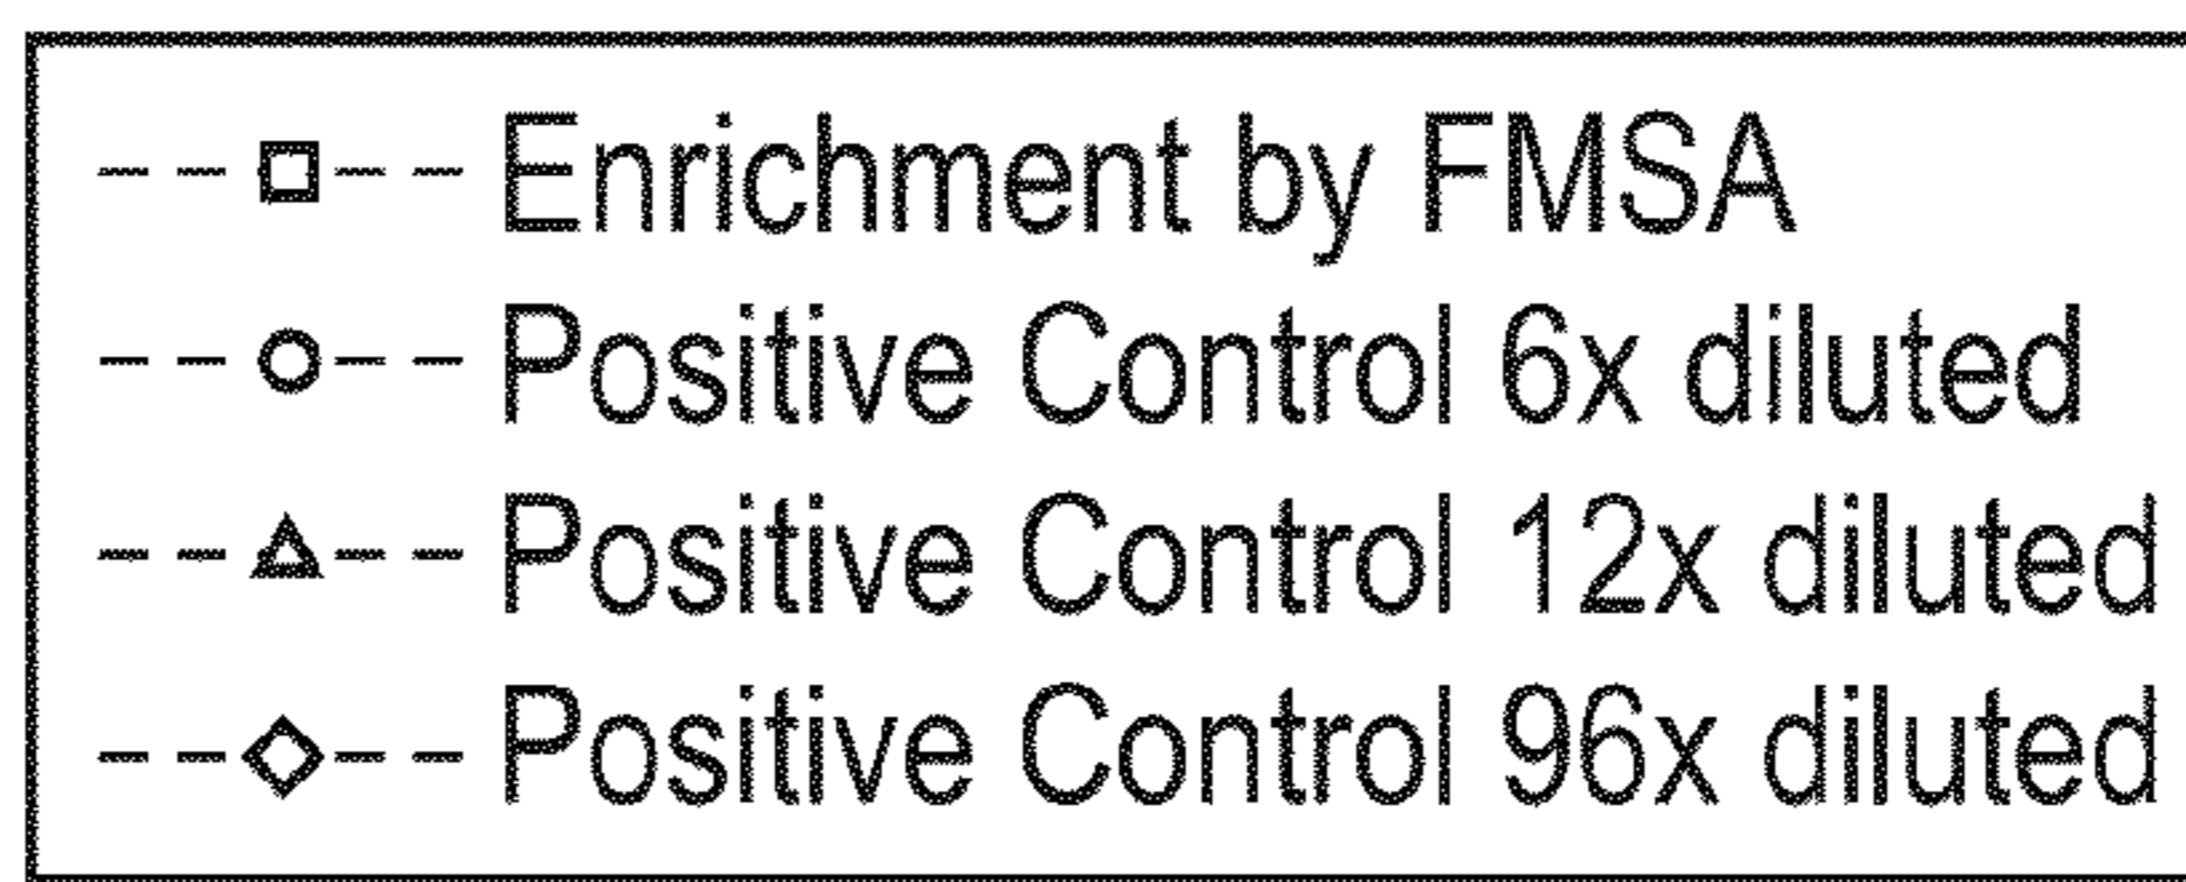 Enrichment by FMSA
Positive Control 6x diluted
Positive Control 12x diluted
Positive Control 96x diluted